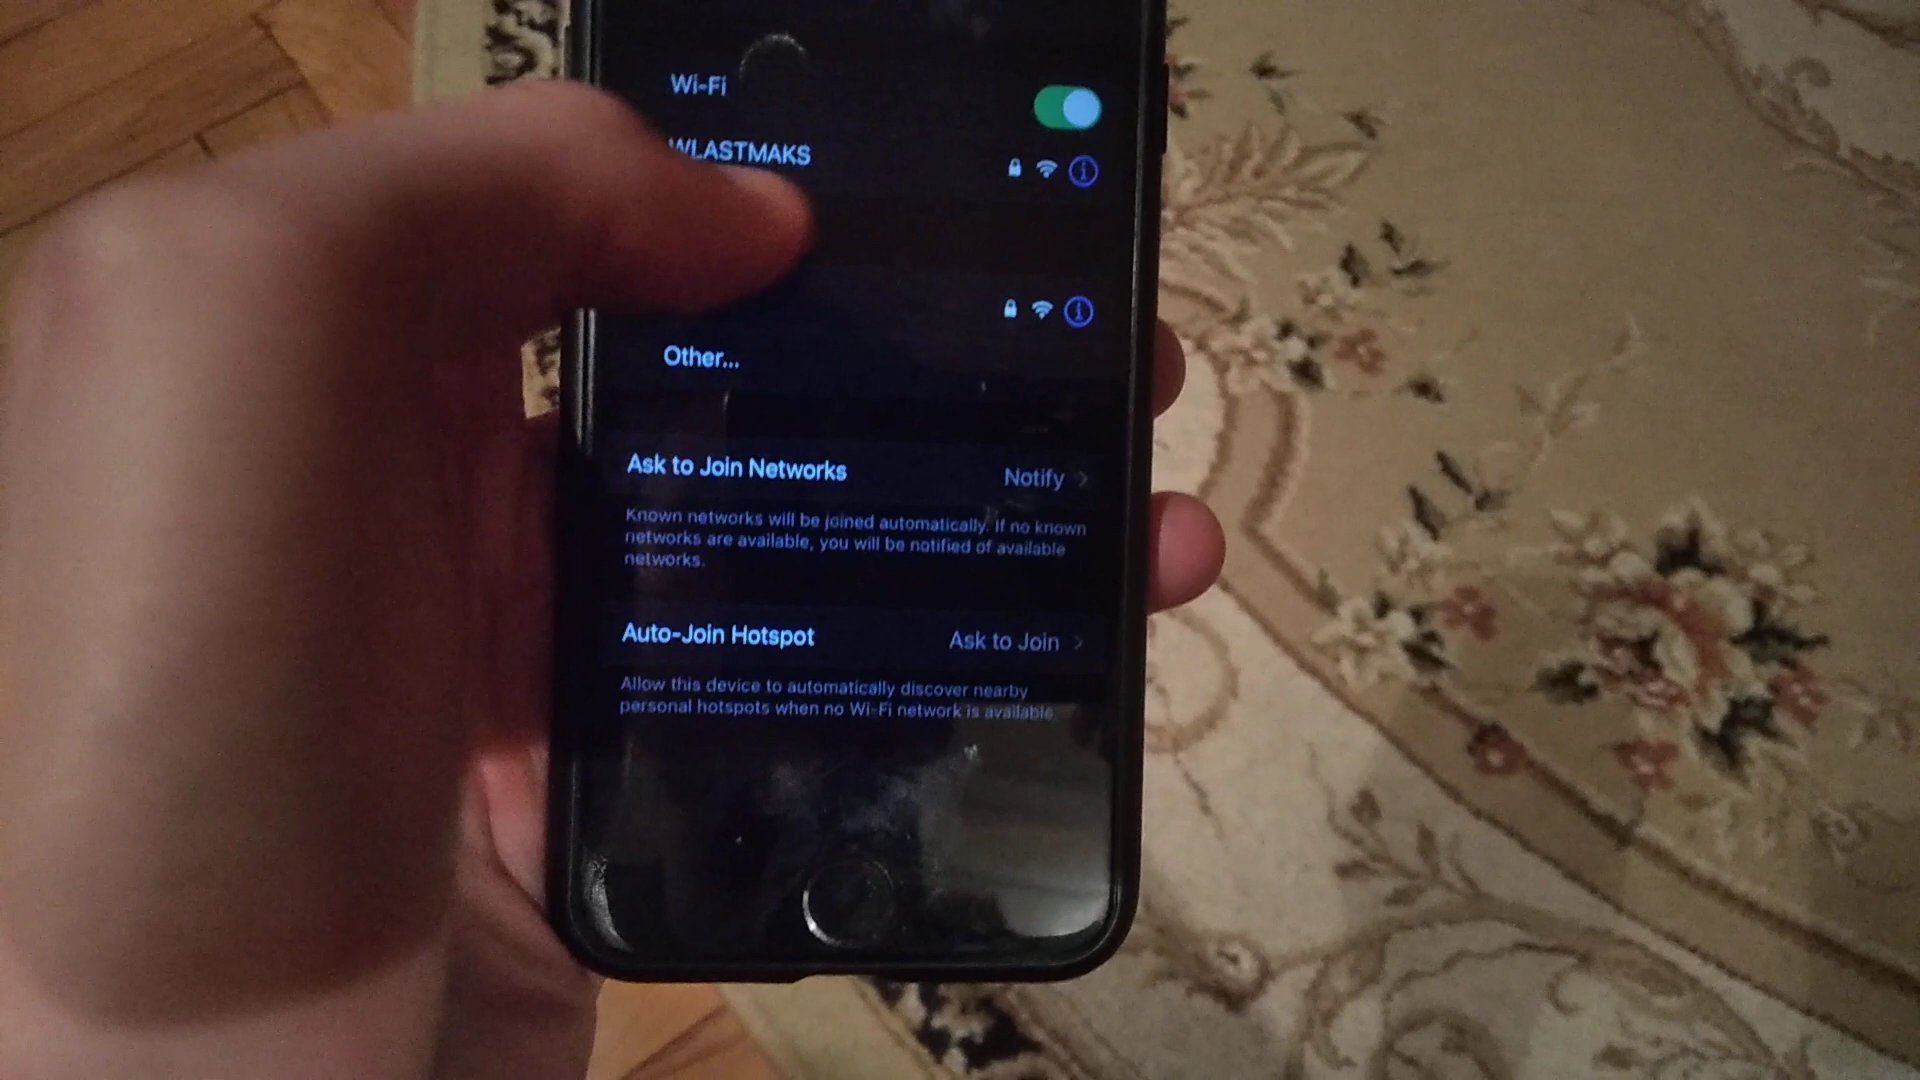 Wi-Fi
WLASTMAKS
Other...
Ask to Join Networks
Notify
Known networks will be joined automatically. If no known
networks are available, you will be notified of available
networks.
Auto-Join Hotspot
Ask to Join
Allow this device to automatically discover nearby
personal hotspots when no Wi-Fi network is available.